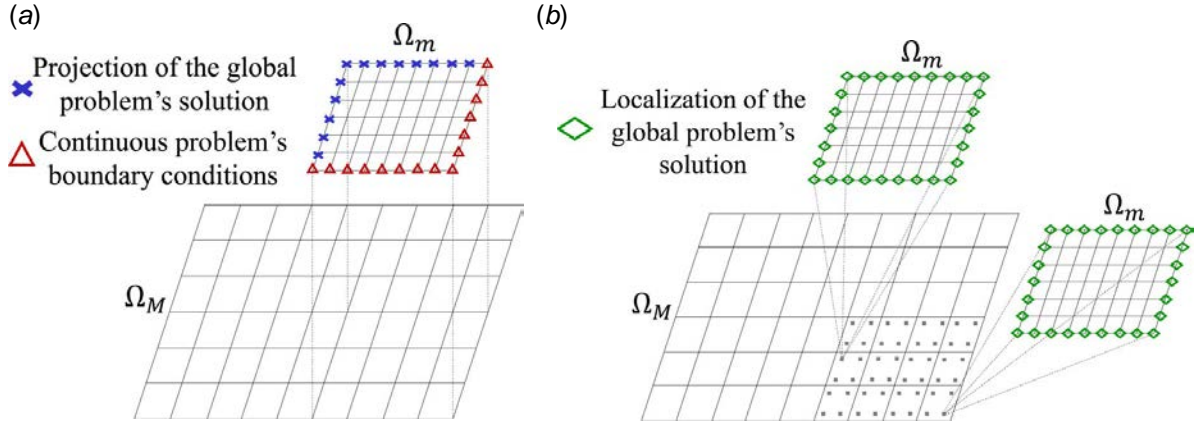 (a)
Ω_m
Projection of the global
problem's solution
Continuous problem's
boundary conditions
Ω_M
(b)
Ω_m
Localization of the
global problem's
solution
Ω_m
Ω_M